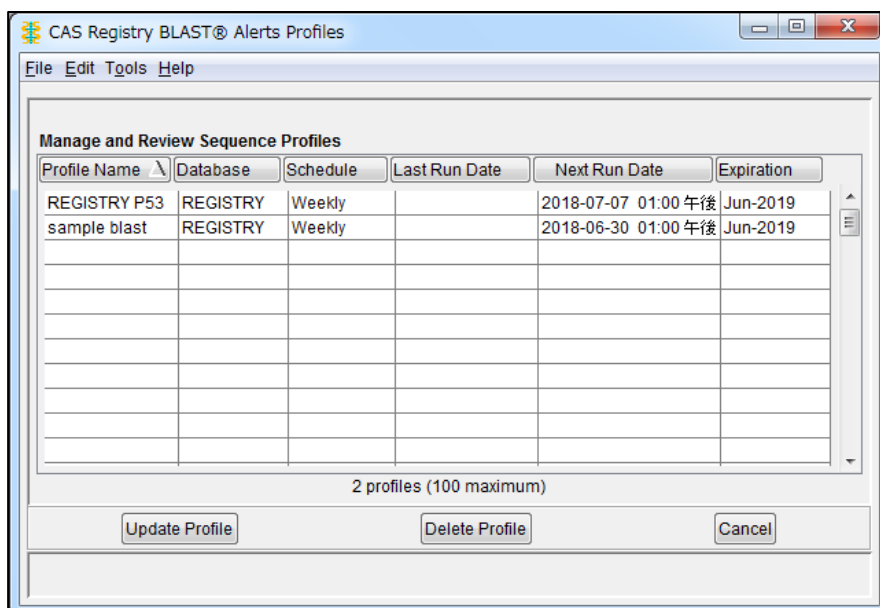 CAS Registry BLAST® Alerts Profiles
File Edit Tools Help
Manage and Review Sequence Profiles
Profile Name Database Schedule Last Run Date Next Run Date Expiration
REGISTRY P53 REGISTRY Weekly 2018-07-07 01:00 午後 Jun-2019
sample blast REGISTRY Weekly 2018-06-30 01:00 午後 Jun-2019
2 profiles (100 maximum)
Update Profile Delete Profile Cancel